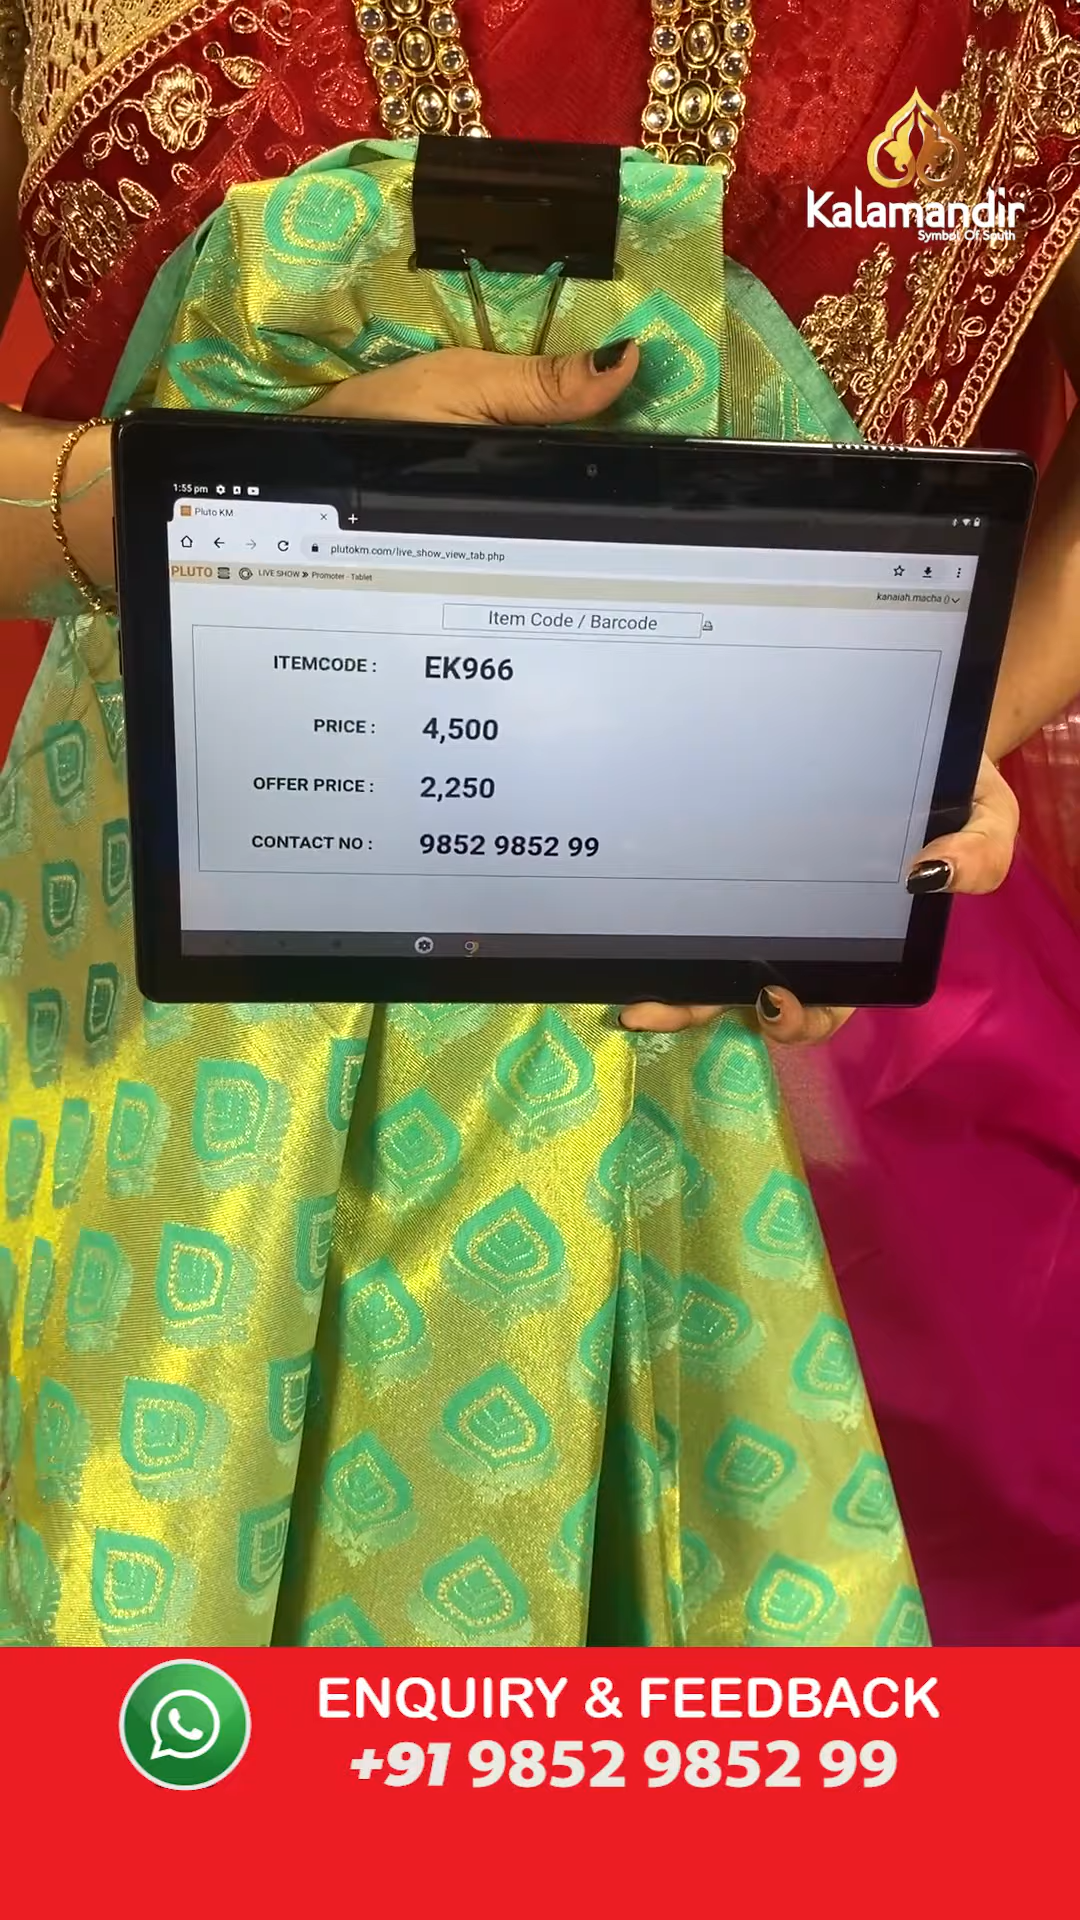 Kalamandir
Symbol Of South
1:55 pm
Pluto KM
plutokm.com/live_show_view_tab.php
PLUTO
LIVE SHOW » Promoter - Tablet
kanaiah.macha ()
Item Code / Barcode
ITEMCODE : EK966
PRICE : 4,500
OFFER PRICE : 2,250
CONTACT NO : 9852 9852 99
ENQUIRY & FEEDBACK
+91 9852 9852 99